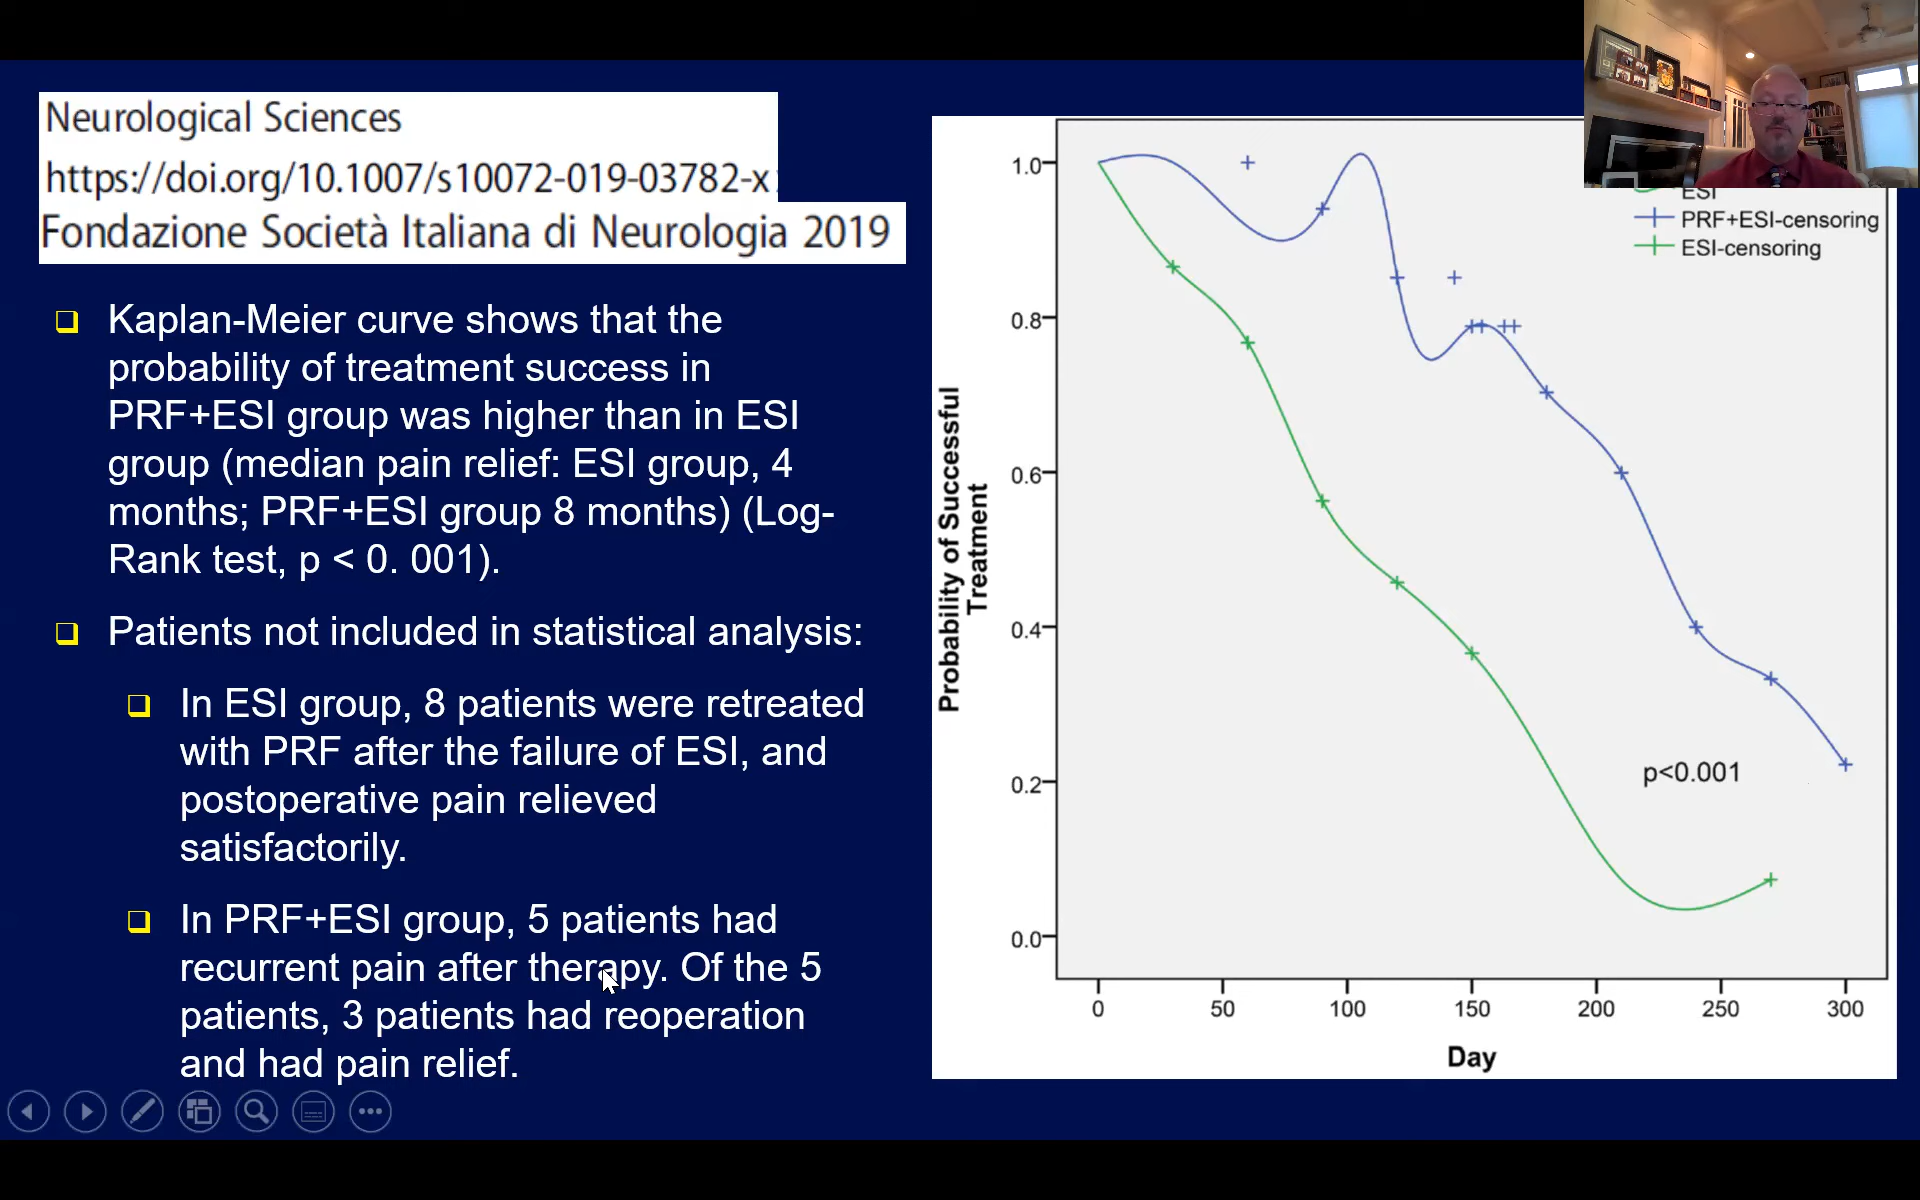 Neurological Sciences
https://doi.org/10.1007/s10072-019-03782-x
Fondazione Società Italiana di Neurologia 2019
Kaplan-Meier curve shows that the
probability of treatment success in
PRF+ESI group was higher than in ESI
group (median pain relief: ESI group, 4
months; PRF+ESI group 8 months) (Log-
Rank test, p < 0. 001).
Patients not included in statistical analysis:
In ESI group, 8 patients were retreated
with PRF after the failure of ESI, and
postoperative pain relieved
satisfactorily.
In PRF+ESI group, 5 patients had
recurrent pain after therapy. Of the 5
patients, 3 patients had reoperation
and had pain relief.
Probability of Successful
Treatment
1.0
0.8
0.6
0.4
0.2
0.0
ESI
PRF+ESI-censoring
ESI-censoring
p<0.001
0 50 100 150 200 250 300
Day